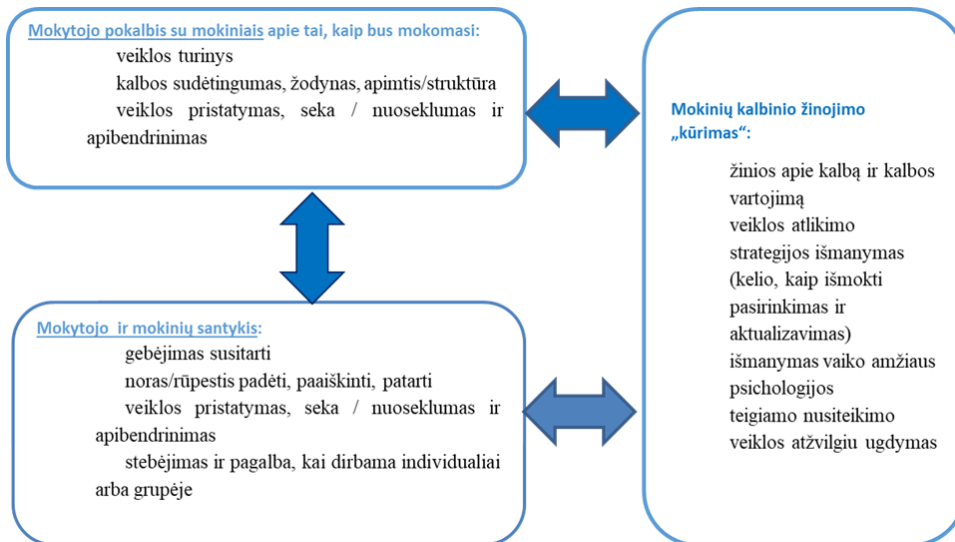 Mokytojo pokalbis su mokiniais apie tai, kaip bus mokomasi:
veiklos turinys
kalbos sudėtingumas, žodynas, apimtis/struktūra
veiklos pristatymas, seka / nuoseklumas ir
apibendrinimas
Mokytojo ir mokinių santykis:
gebėjimas susitarti
noras/rūpestis padėti, paaiškinti, patarti
veiklos pristatymas, seka / nuoseklumas ir
apibendrinimas
stebėjimas ir pagalba, kai dirbama individualiai
arba grupėje
Mokinių kalbinio žinojimo
„kūrimas“:
žinios apie kalbą ir kalbos
vartojimą
veiklos atlikimo
strategijos išmanymas
(kelio, kaip išmokti
pasirinkimas ir
aktualizavimas)
išmanymas vaiko amžiaus
psichologijos
teigiamo nusiteikimo
veiklos atžvilgiu ugdymas